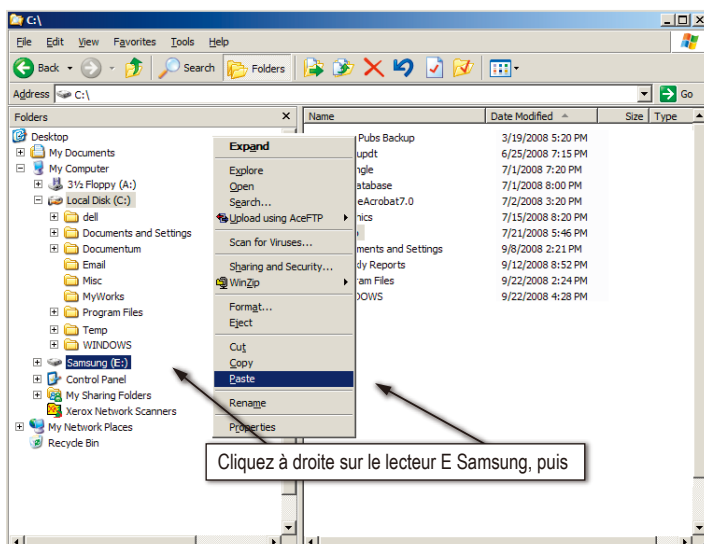 C:\
File Edit View Favorites Tools Help
Back Search Folders
Address C:\ Go
Folders
Desktop
My Documents
My Computer
3½ Floppy (A:)
Local Disk (C:)
dell
Documents and Settings
Documentum
Email
Misc
MyWorks
Program Files
Temp
WINDOWS
Samsung (E:)
Control Panel
My Sharing Folders
Xerox Network Scanners
My Network Places
Recycle Bin
Expand
Explore
Open
Search...
Upload using AceFTP
Scan for Viruses...
Sharing and Security...
WinZip
Format...
Eject
Cut
Copy
Paste
Rename
Properties
Name Date Modified Size Type
Pubs Backup 3/19/2008 5:20 PM
updt 6/25/2008 7:15 PM
ngle 7/1/2008 7:20 PM
atabase 7/1/2008 8:00 PM
eAcrobat7.0 7/2/2008 3:20 PM
nics 7/15/2008 8:20 PM
7/21/2008 5:46 PM
ments and Settings 9/8/2008 2:21 PM
dly Reports 9/12/2008 8:52 PM
ram Files 9/22/2008 2:24 PM
DOWS 9/22/2008 4:28 PM
Cliquez à droite sur le lecteur E Samsung, puis